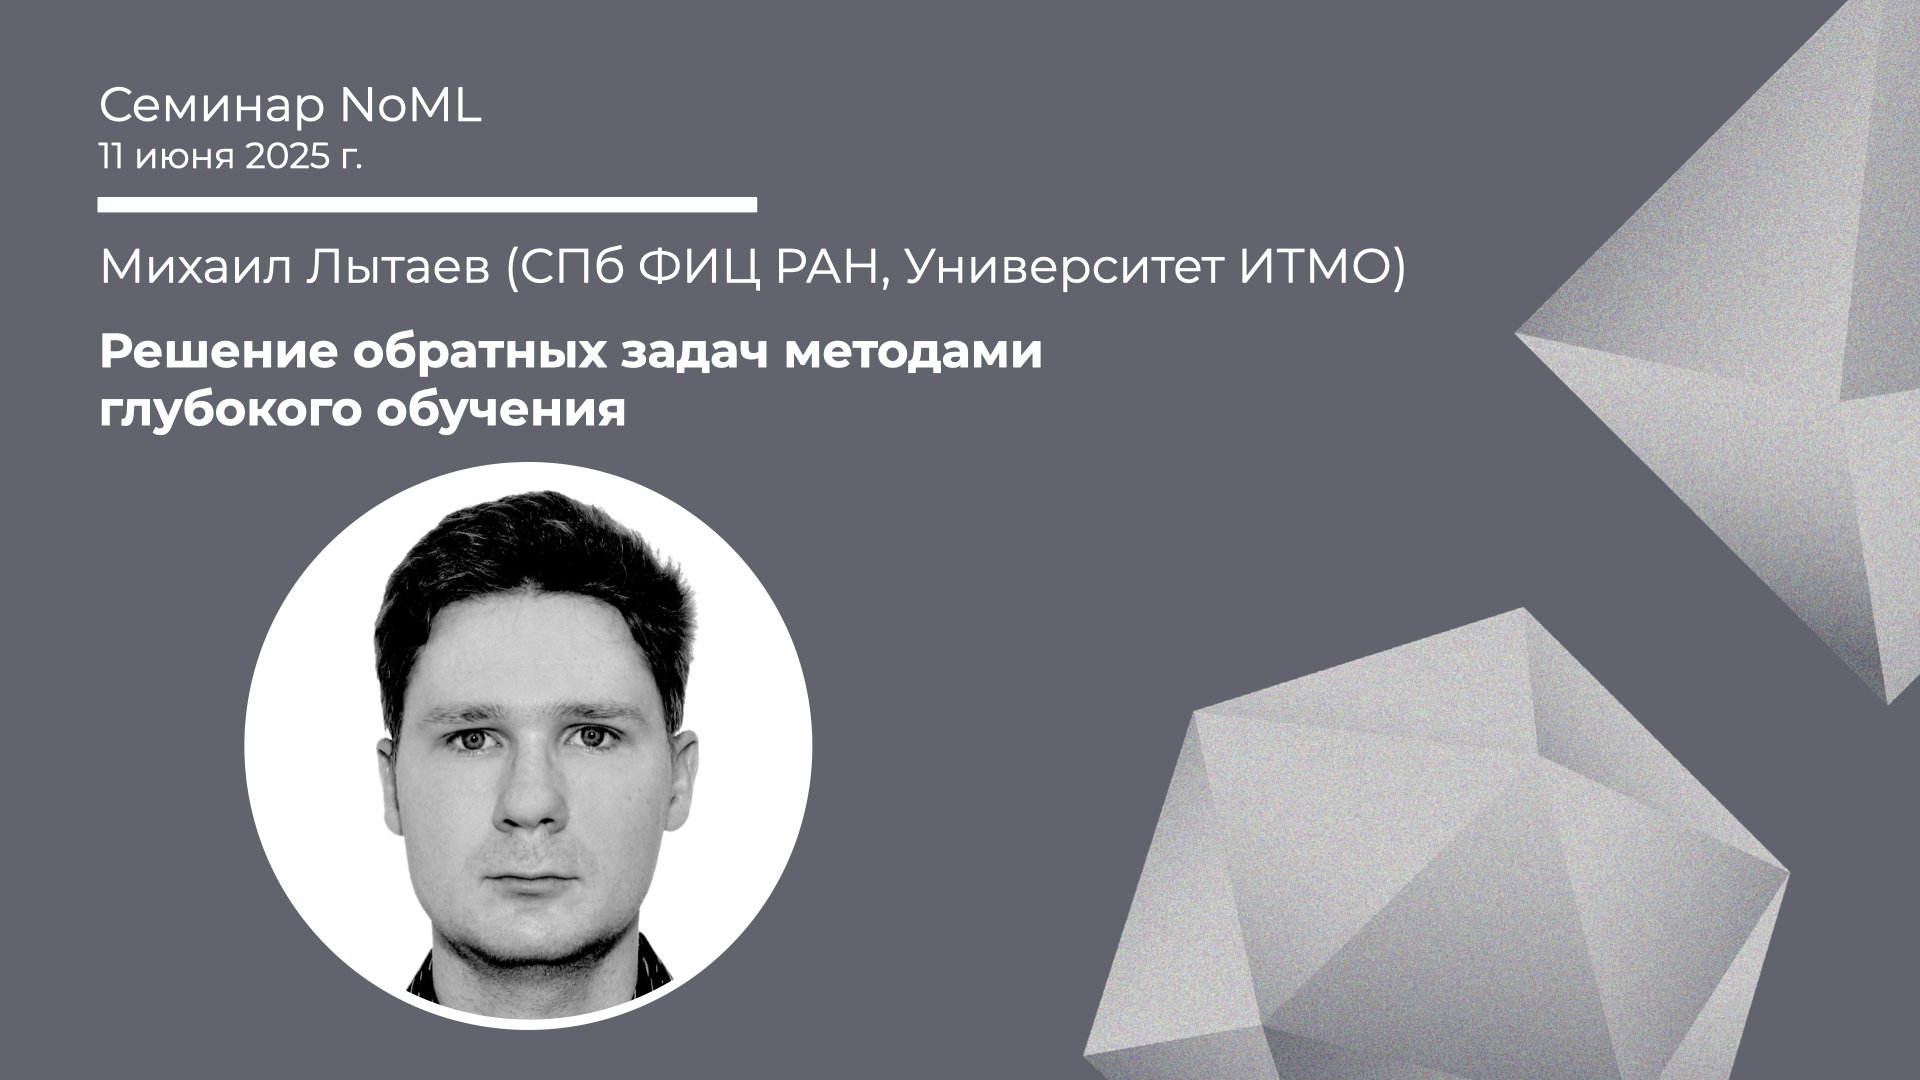 Семинар NoML
11 июня 2025 г.
Михаил Лытаев (СПб ФИЦ РАН, Университет ИТМО)
Решение обратных задач методами
глубокого обучения